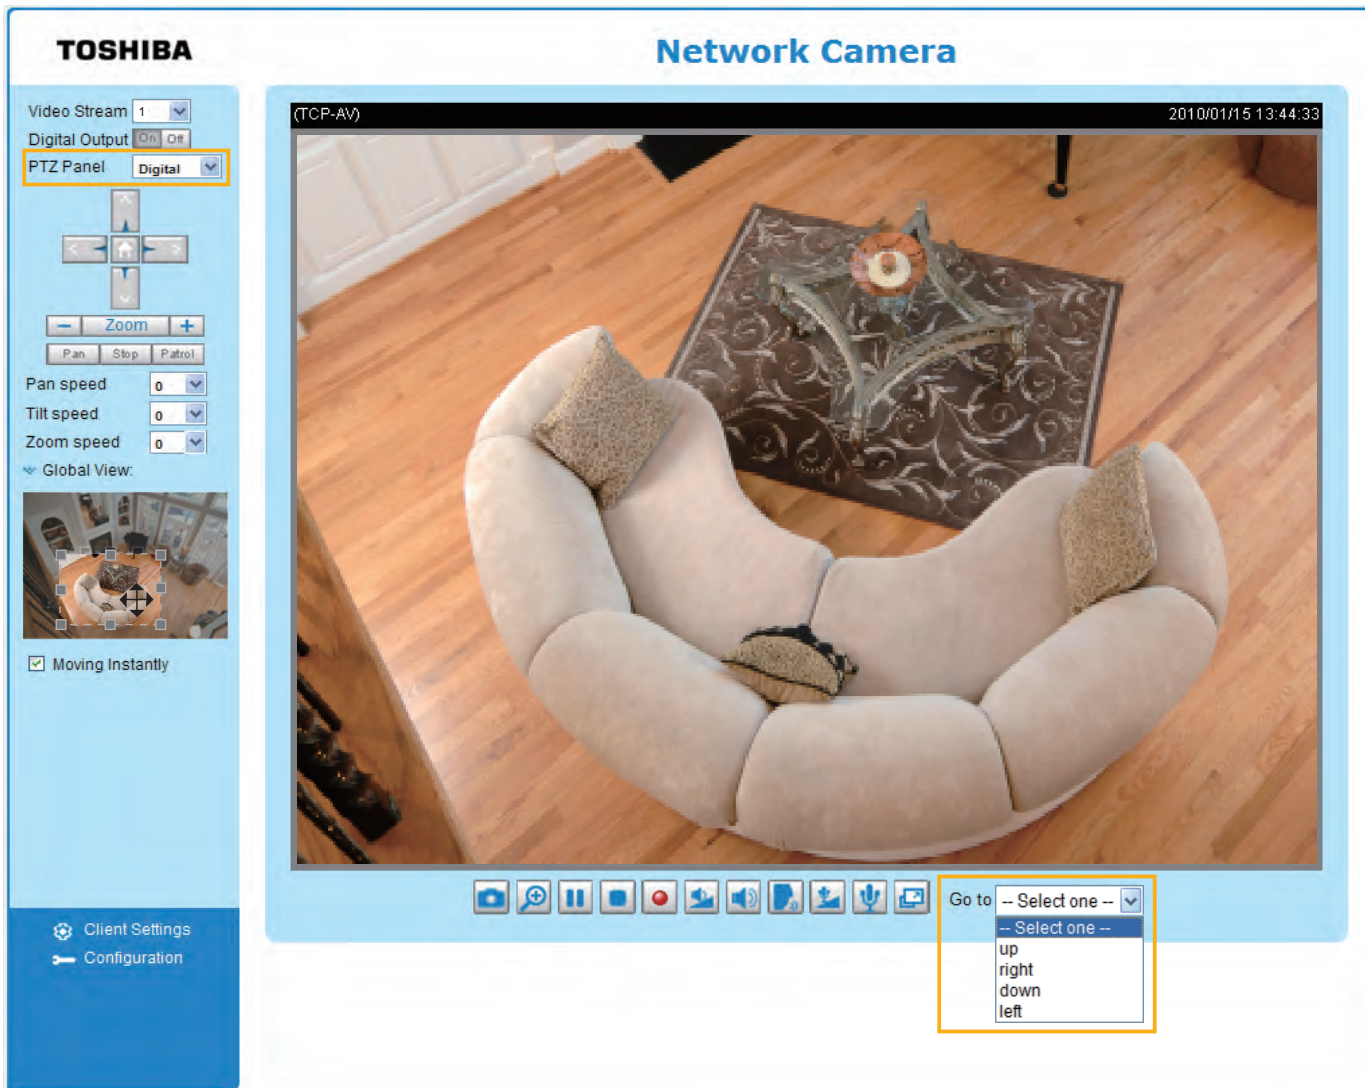 TOSHIBA
Network Camera
Video Stream 1
Digital Output On Off
PTZ Panel Digital
Zoom
Pan Stop Patrol
Pan speed 0
Tilt speed 0
Zoom speed 0
Global View:
Moving Instantly
Client Settings
Configuration
(TCP-AV) 2010/01/15 13:44:33
Go to -- Select one --
-- Select one --
up
right
down
left